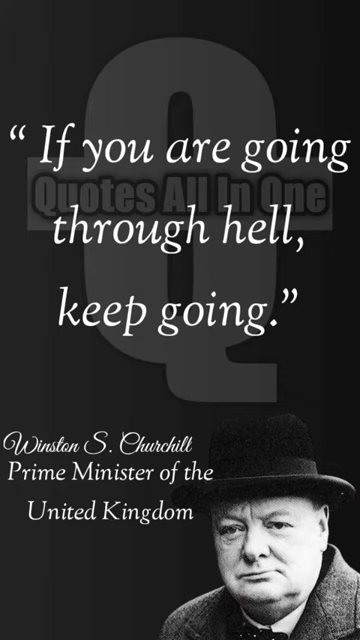 “ If you are going
Quotes All In One
through hell,
keep going.”
Winston S. Churchill
Prime Minister of the
United Kingdom